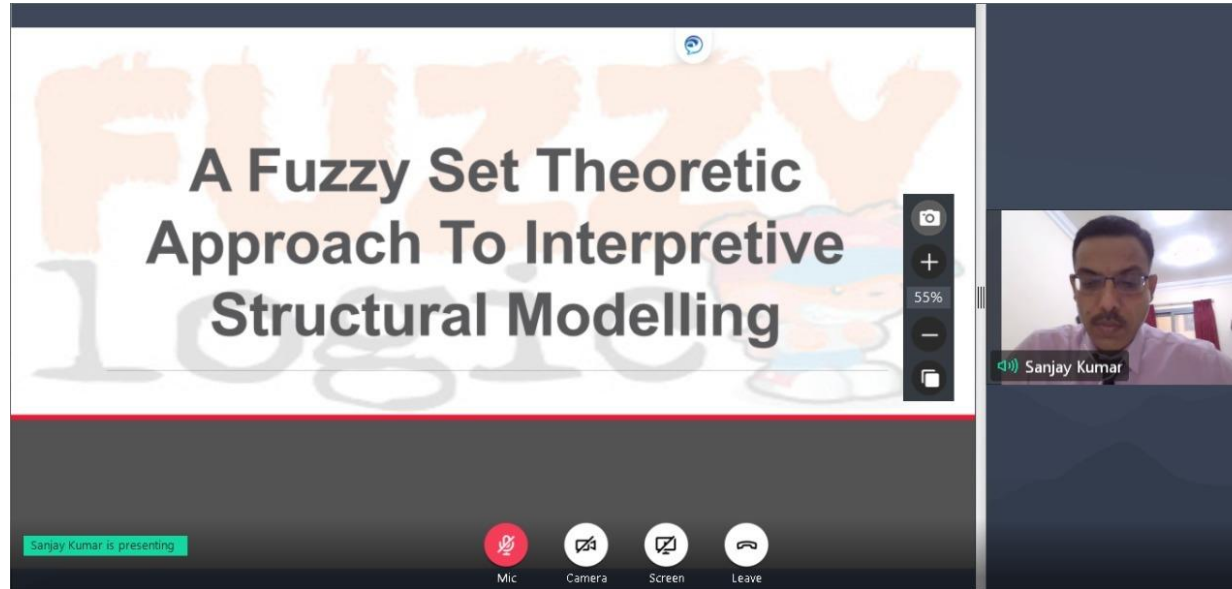 FUZZY
logic
A Fuzzy Set Theoretic
Approach To Interpretive
Structural Modelling
55%
Sanjay Kumar
Sanjay Kumar is presenting
Mic
Camera
Screen
Leave